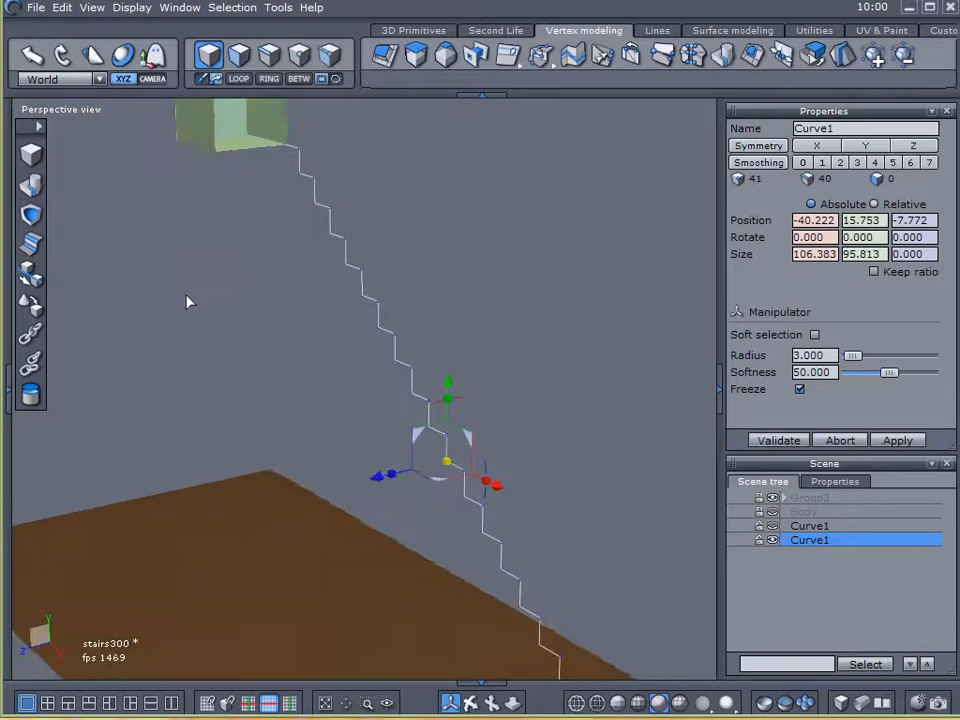 File Edit View Display Windows Selection Tools Help 10:00
3D Primitives Second Life Vertex modeling Lines Surface modeling Utilities UV & Paint Custo
World XYZ CAMERA LOOP RING BETW
Perspective view
Properties
Name Curve1
Symmetry X Y Z
Smoothing 0 1 2 3 4 5 6 7
41 40 0
Absolute Relative
Position -40.222 15.753 -7.772
Rotate 0.000 0.000 0.000
Size 106.383 95.813 0.000
Keep ratio
Manipulator
Soft selection
Radius 3.000
Softness 50.000
Freeze
Validate Abort Apply
Scene
Scene tree Properties
Group3
Body
Curve1
Curve1
Select
Y
Z
stairs300 *
fps 1469